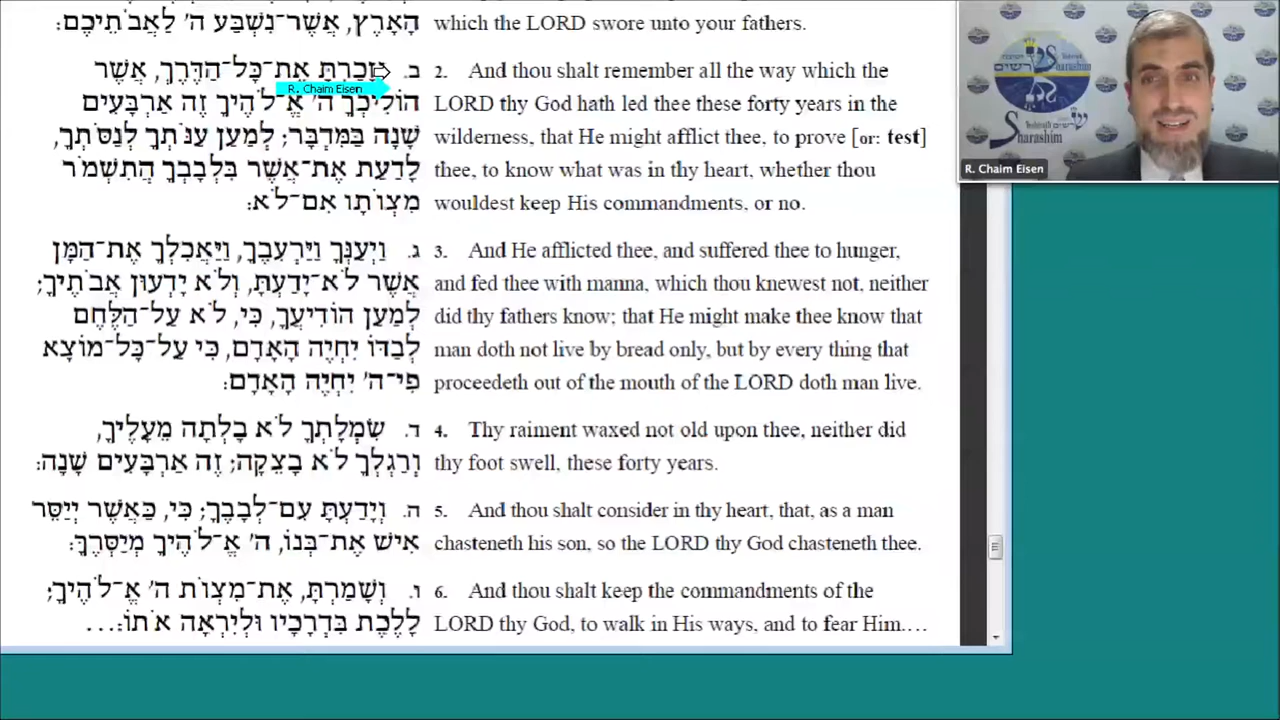 הָאָרֶץ, אֲשֶׁר־נִשְׁבַּע ה' לַאֲבֹתֵיכֶם:
which the LORD swore unto your fathers.
ב. וְזָכַרְתָּ אֶת־כָּל־הַדֶּרֶךְ, אֲשֶׁר
R. Chaim Eisen
הוֹלִיכְךָ ה' אֱ־לֹהֶיךָ זֶה אַרְבָּעִים
שָׁנָה בַּמִּדְבָּר; לְמַעַן עַנֹּתְךָ לְנַסֹּתְךָ,
לָדַעַת אֶת־אֲשֶׁר בִּלְבָבְךָ הֲתִשְׁמֹר
מִצְוֹתָו אִם־לֹא:
2. And thou shalt remember all the way which the
LORD thy God hath led thee these forty years in the
wilderness, that He might afflict thee, to prove [or: test]
thee, to know what was in thy heart, whether thou
wouldest keep His commandments, or no.
ג. וַיְעַנְּךָ וַיַּרְעִבֶךָ, וַיַּאֲכִלְךָ אֶת־הַמָּן
אֲשֶׁר לֹא־יָדַעְתָּ, וְלֹא יָדְעוּן אֲבֹתֶיךָ;
לְמַעַן הוֹדִיעֲךָ, כִּי, לֹא עַל־הַלֶּחֶם
לְבַדּוֹ יִחְיֶה הָאָדָם, כִּי עַל־כָּל־מוֹצָא
פִי־ה' יִחְיֶה הָאָדָם:
3. And He afflicted thee, and suffered thee to hunger,
and fed thee with manna, which thou knewest not, neither
did thy fathers know; that He might make thee know that
man doth not live by bread only, but by every thing that
proceedeth out of the mouth of the LORD doth man live.
ד. שִׂמְלָתְךָ לֹא בָלְתָה מֵעָלֶיךָ,
וְרַגְלְךָ לֹא בָצֵקָה; זֶה אַרְבָּעִים שָׁנָה:
4. Thy raiment waxed not old upon thee, neither did
thy foot swell, these forty years.
ה. וְיָדַעְתָּ עִם־לְבָבֶךָ; כִּי, כַּאֲשֶׁר יְיַסֵּר
אִישׁ אֶת־בְּנוֹ, ה' אֱ־לֹהֶיךָ מְיַסְּרֶךָּ:
5. And thou shalt consider in thy heart, that, as a man
chasteneth his son, so the LORD thy God chasteneth thee.
ו. וְשָׁמַרְתָּ, אֶת־מִצְוֹת ה' אֱ־לֹהֶיךָ;
לָלֶכֶת בִּדְרָכָיו וּלְיִרְאָה אֹתוֹ:...
6. And thou shalt keep the commandments of the
LORD thy God, to walk in His ways, and to fear Him....
R. Chaim Eisen